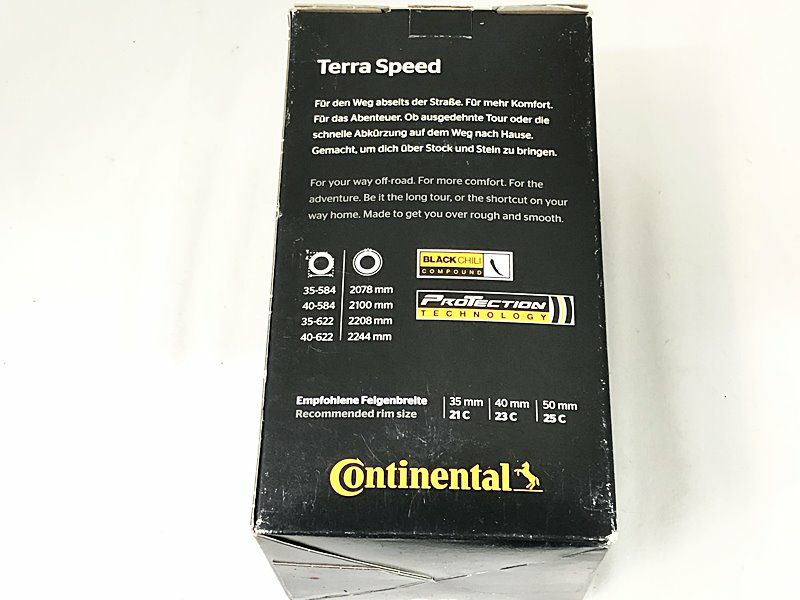 Terra Speed
Für den Weg abseits der Straße. Für mehr Komfort.
Für das Abenteuer. Ob ausgedehnte Tour oder die
schnelle Abkürzung auf dem Weg nach Hause.
Gemacht, um dich über Stock und Stein zu bringen.
For your way off-road. For more comfort. For the
adventure. Be it the long tour, or the shortcut on your
way home. Made to get you over rough and smooth.
35-584 2078 mm
40-584 2100 mm
35-622 2208 mm
40-622 2244 mm
BLACKCHILI
COMPOUND
PROTECTION
TECHNOLOGY
Empfohlene Felgenbreite 35 mm 40 mm 50 mm
Recommended rim size 21 C 23 C 25 C
Continental